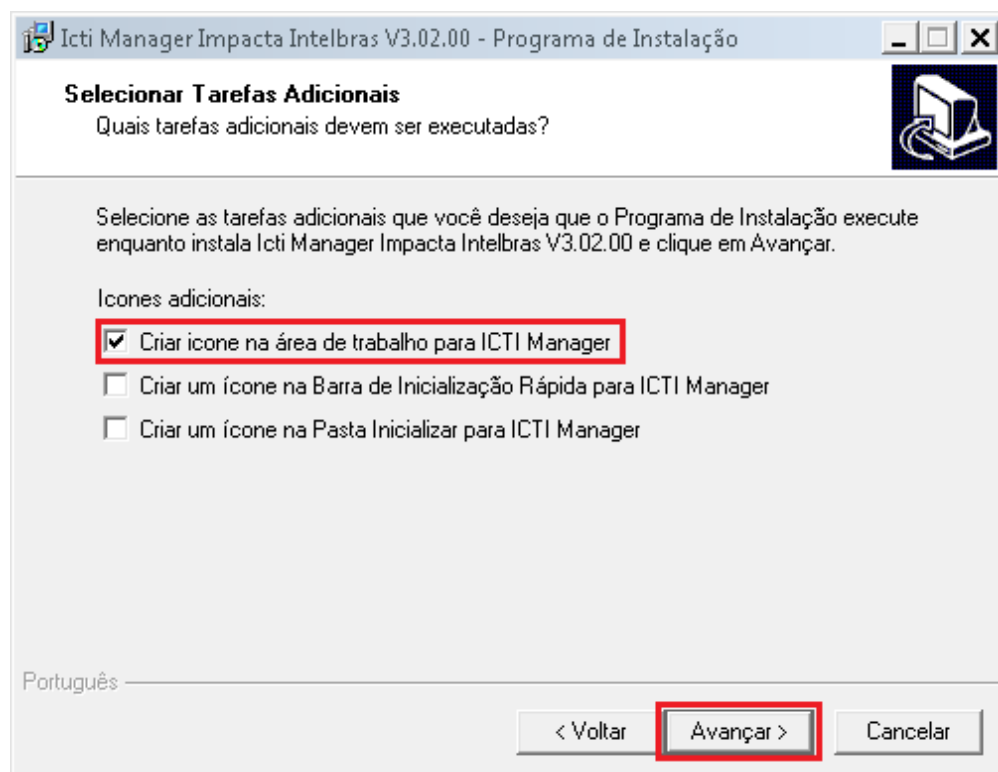 Icti Manager Impacta Intelbras V3.02.00 - Programa de Instalação
Selecionar Tarefas Adicionais
Quais tarefas adicionais devem ser executadas?
Selecione as tarefas adicionais que você deseja que o Programa de Instalação execute
enquanto instala Icti Manager Impacta Intelbras V3.02.00 e clique em Avançar.
Icones adicionais:
Criar icone na área de trabalho para ICTI Manager
Criar um ícone na Barra de Inicialização Rápida para ICTI Manager
Criar um ícone na Pasta Inicializar para ICTI Manager
Português
< Voltar
Avançar >
Cancelar